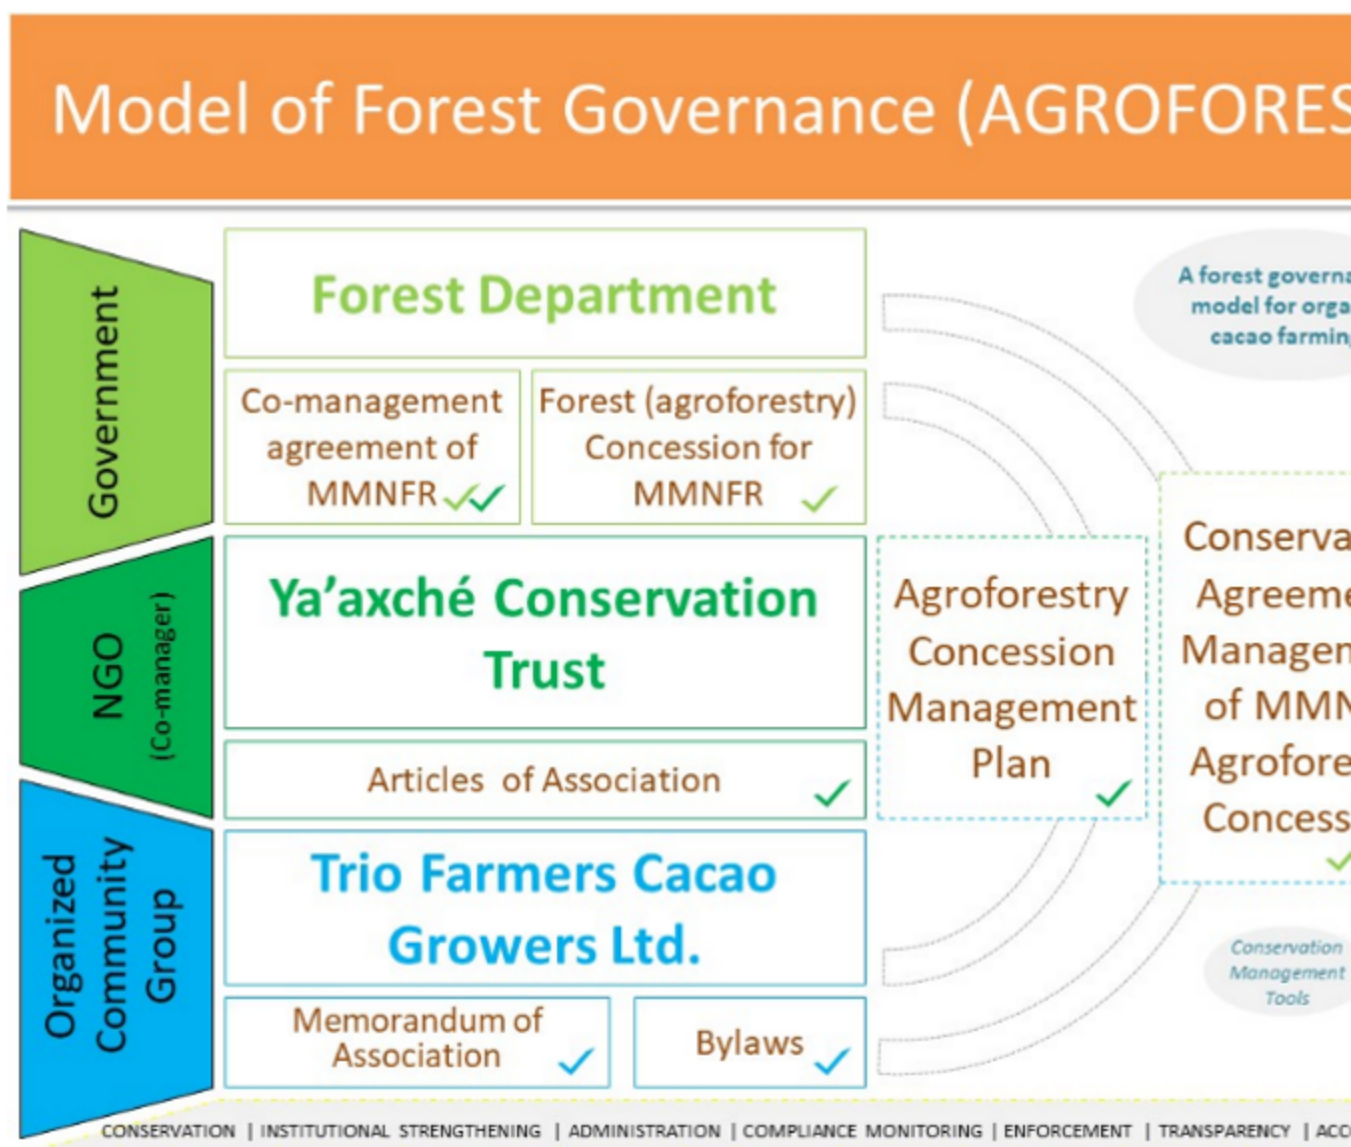 Model of Forest Governance (AGROFORES
Government
Forest Department
Co-management
agreement of
MMNFR
Forest (agroforestry)
Concession for
MMNFR
NGO
(Co-manager)
Ya’axché Conservation
Trust
Articles of Association
Organized
Community
Group
Trio Farmers Cacao
Growers Ltd.
Memorandum of
Association
Bylaws
Agroforestry
Concession
Management
Plan
A forest governa
model for orga
cacao farming
Conserva
Agreeme
Managem
of MMN
Agrofore
Concess
Conservation
Management
Tools
CONSERVATION | INSTITUTIONAL STRENGTHENING | ADMINISTRATION | COMPLIANCE MONITORING | ENFORCEMENT | TRANSPARENCY | ACCO